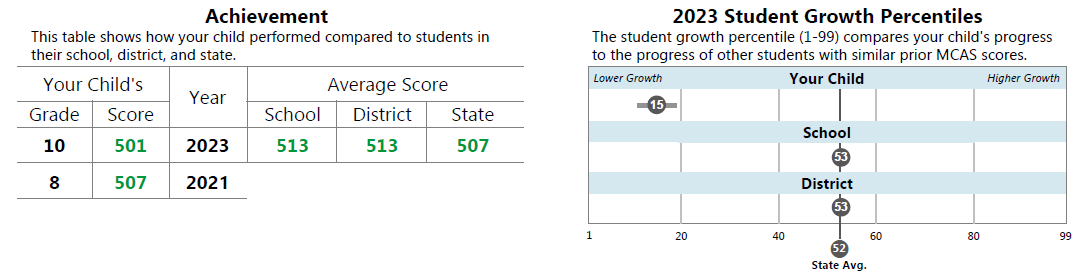 Achievement
This table shows how your child performed compared to students in
their school, district, and state.
Your Child's Year Average Score
Grade Score School District State
10 501 2023 513 513 507
8 507 2021
2023 Student Growth Percentiles
The student growth percentile (1-99) compares your child's progress
to the progress of other students with similar prior MCAS scores.
Lower Growth Your Child Higher Growth
15
School
53
District
53
1 20 40 60 80 99
52
State Avg.